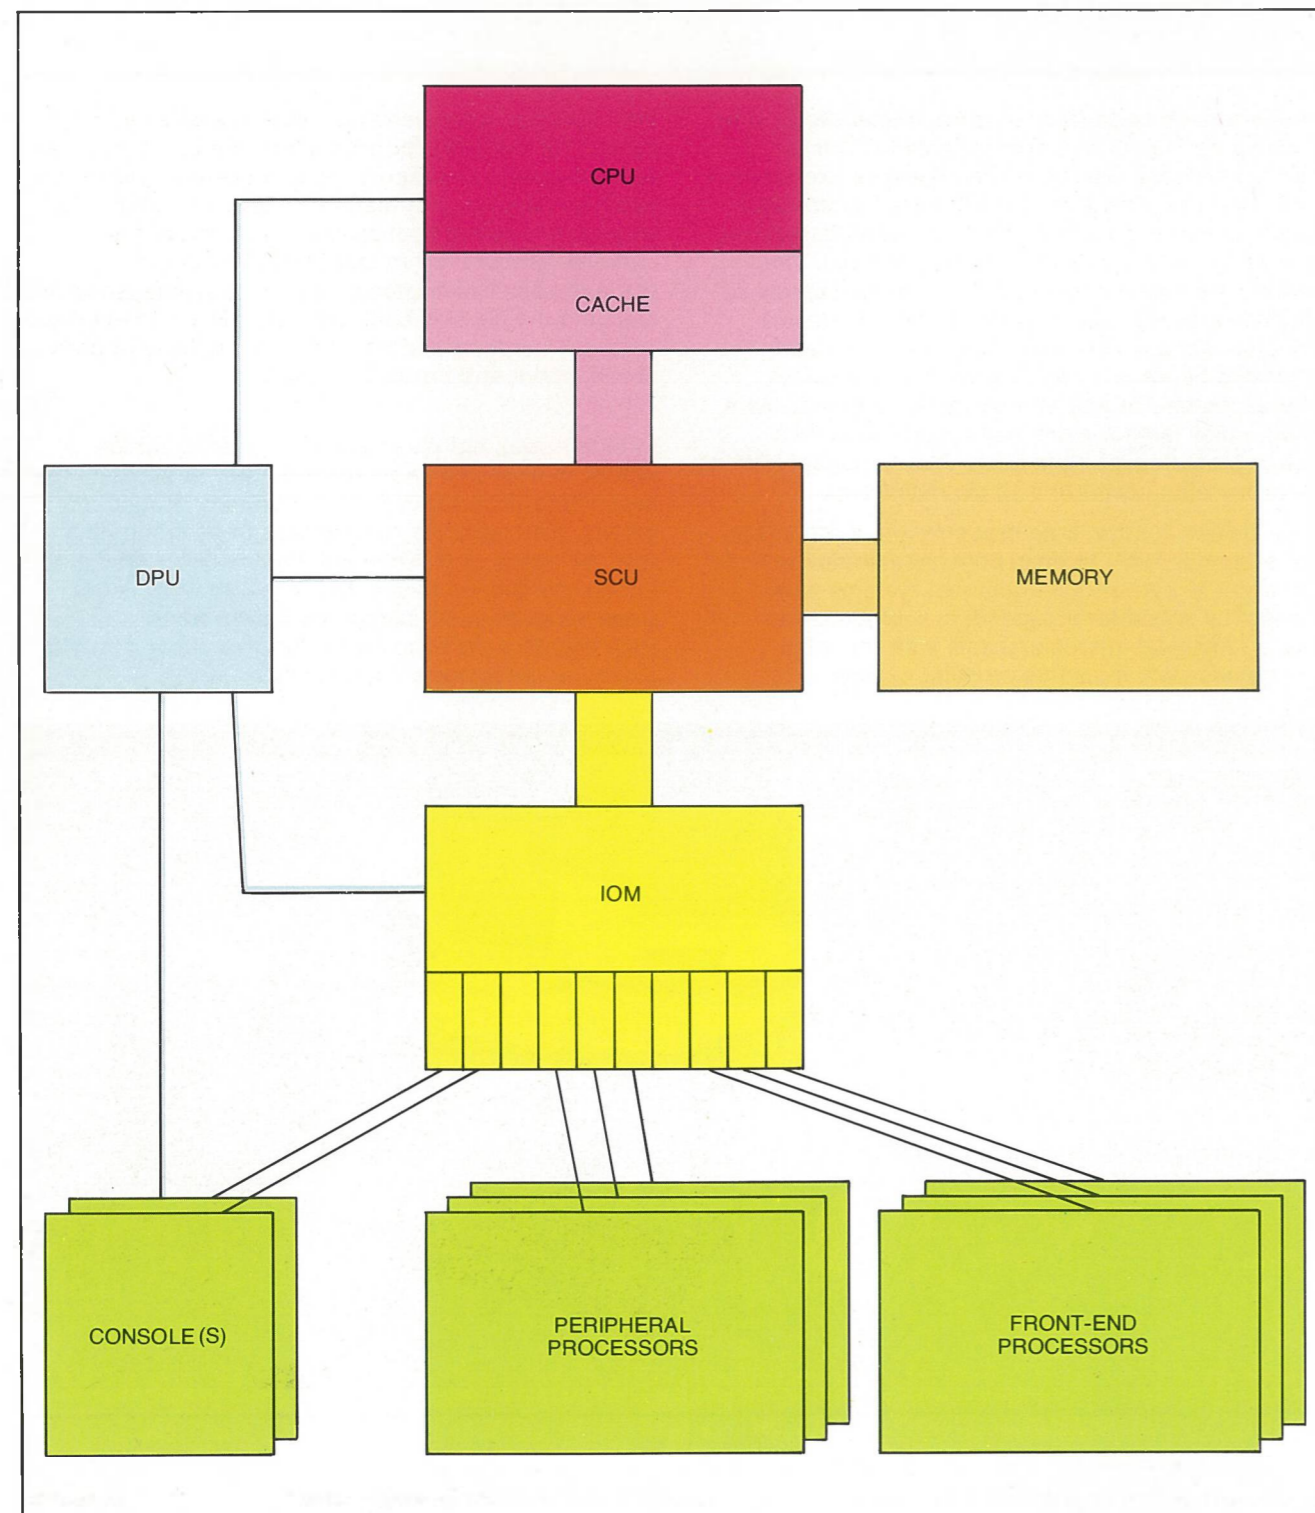 CPU
CACHE
DPU
SCU
MEMORY
IOM
CONSOLE(S)
PERIPHERAL
PROCESSORS
FRONT-END
PROCESSORS